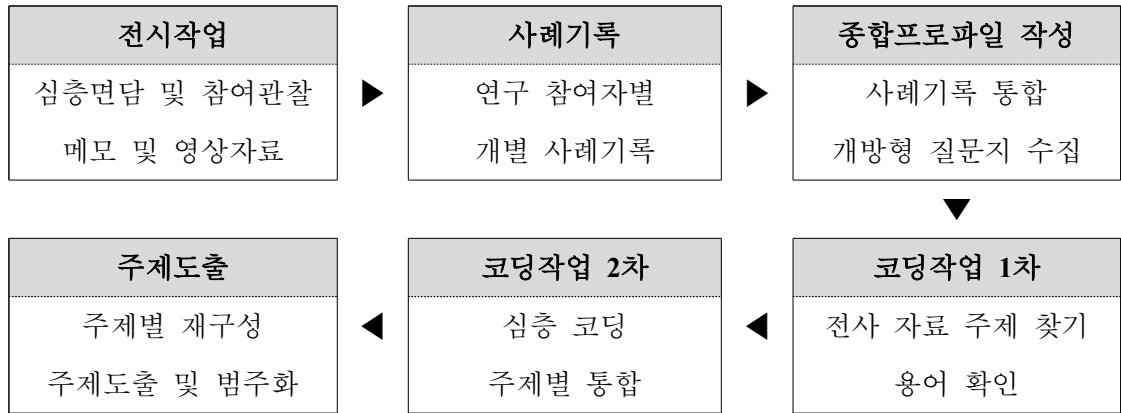 전시작업
심층면담 및 참여관찰
메모 및 영상자료
사례기록
연구 참여자별
개별 사례기록
종합프로파일 작성
사례기록 통합
개방형 질문지 수집
코딩작업 1차
전사 자료 주제 찾기
용어 확인
코딩작업 2차
심층 코딩
주제별 통합
주제도출
주제별 재구성
주제도출 및 범주화